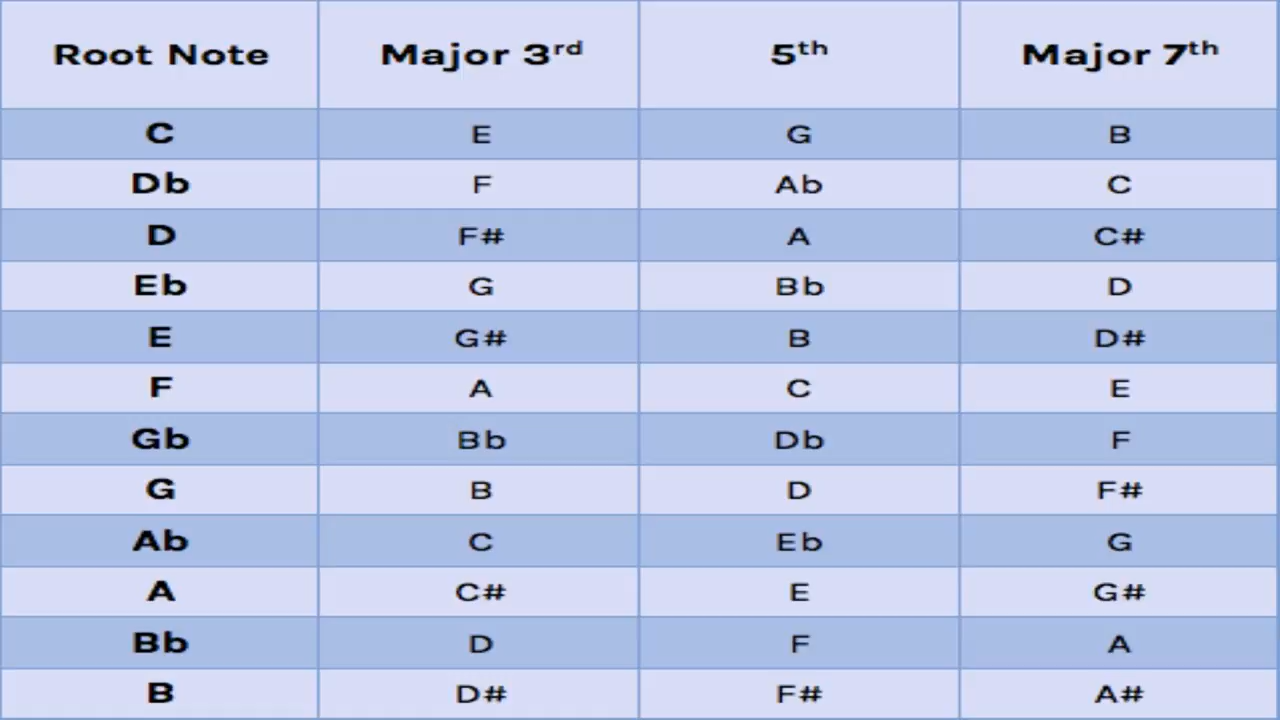 Root Note Major 3rd 5th Major 7th
C E G B
Db F Ab C
D F# A C#
Eb G Bb D
E G# B D#
F A C E
Gb Bb Db F
G B D F#
Ab C Eb G
A C# E G#
Bb D F A
B D# F# A#